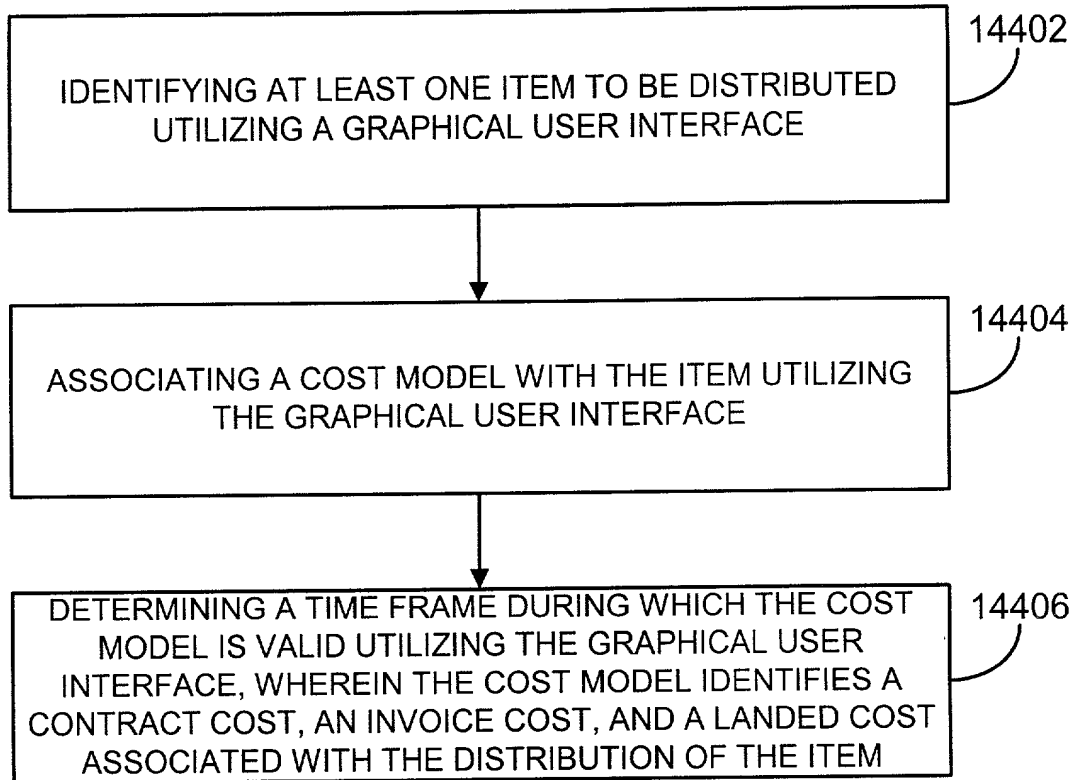 14402
IDENTIFYING AT LEAST ONE ITEM TO BE DISTRIBUTED
UTILIZING A GRAPHICAL USER INTERFACE
14404
ASSOCIATING A COST MODEL WITH THE ITEM UTILIZING
THE GRAPHICAL USER INTERFACE
14406
DETERMINING A TIME FRAME DURING WHICH THE COST
MODEL IS VALID UTILIZING THE GRAPHICAL USER
INTERFACE, WHEREIN THE COST MODEL IDENTIFIES A
CONTRACT COST, AN INVOICE COST, AND A LANDED COST
ASSOCIATED WITH THE DISTRIBUTION OF THE ITEM